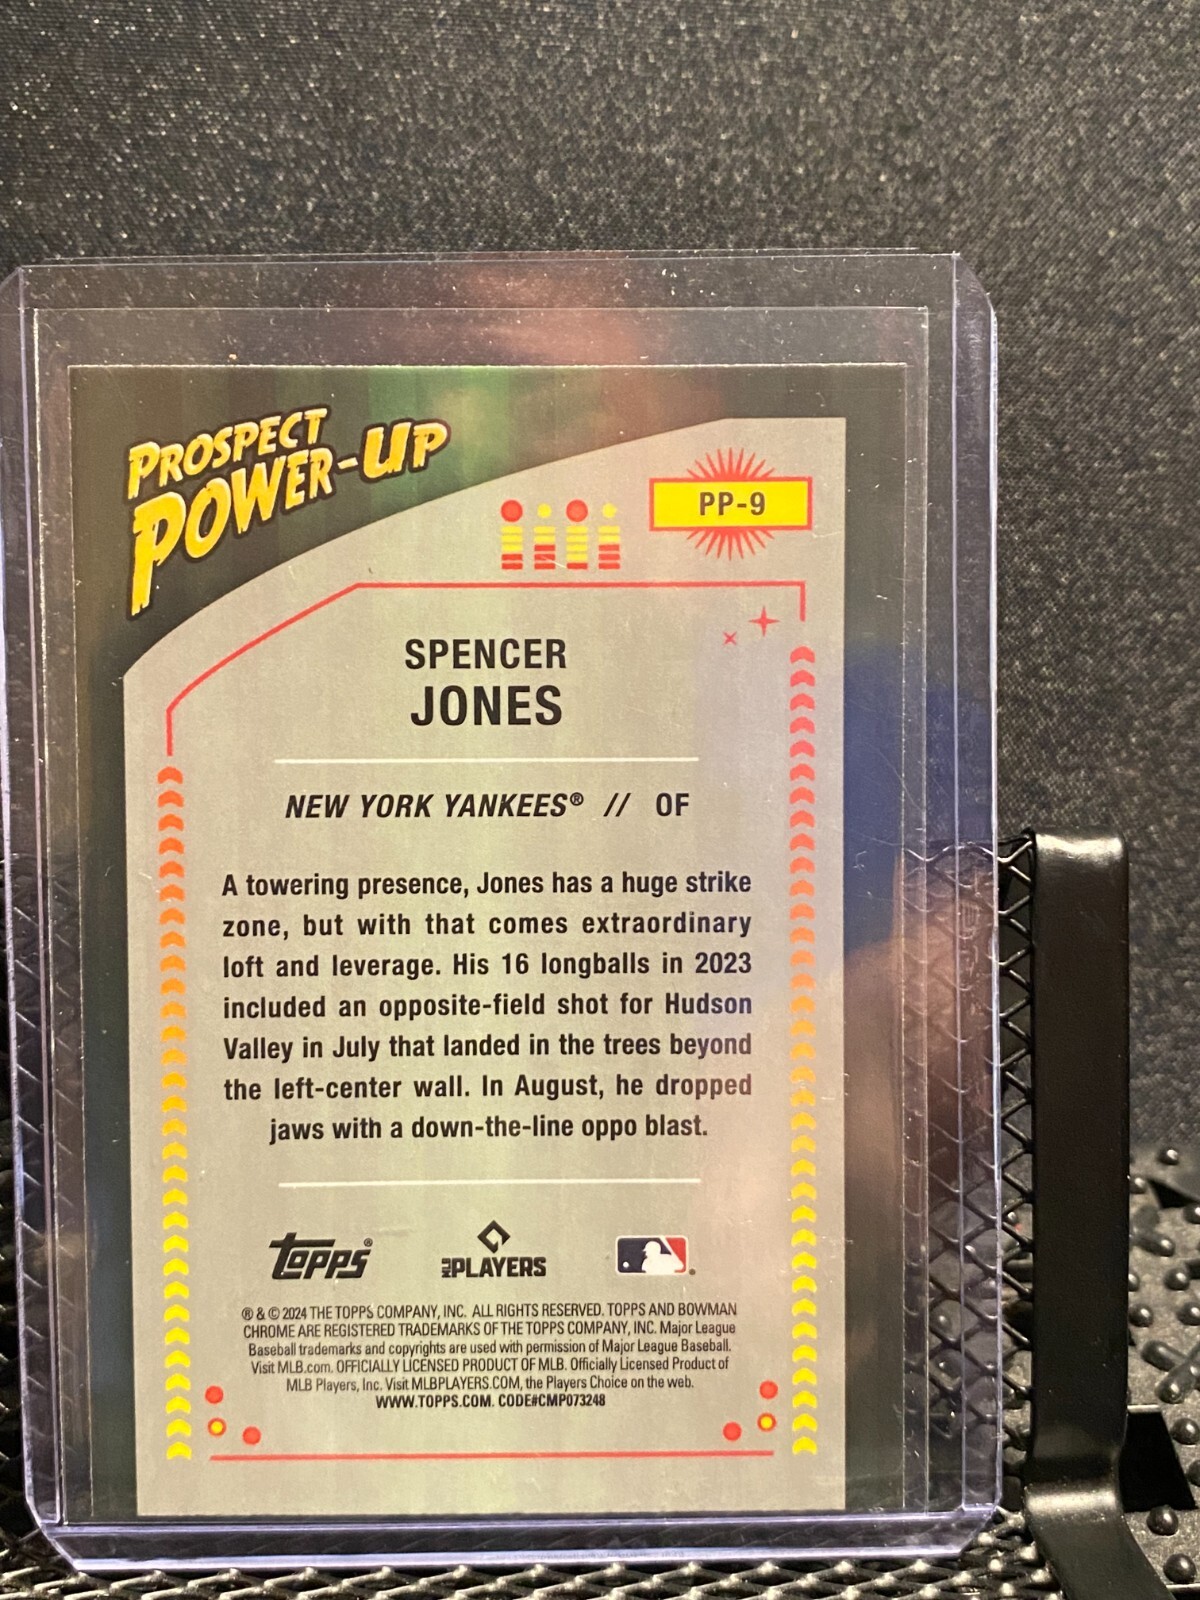 PROSPECT
POWER-UP
PP-9
SPENCER
JONES
NEW YORK YANKEES® // OF
A towering presence, Jones has a huge strike
zone, but with that comes extraordinary
loft and leverage. His 16 longballs in 2023
included an opposite-field shot for Hudson
Valley in July that landed in the trees beyond
the left-center wall. In August, he dropped
jaws with a down-the-line oppo blast.
topps® MLB PLAYERS
® & © 2024 THE TOPPS COMPANY, INC. ALL RIGHTS RESERVED. TOPPS AND BOWMAN
CHROME ARE REGISTERED TRADEMARKS OF THE TOPPS COMPANY, INC. Major League
Baseball trademarks and copyrights are used with permission of Major League Baseball.
Visit MLB.com. OFFICIALLY LICENSED PRODUCT OF MLB. Officially Licensed Product of
MLB Players, Inc. Visit MLBPLAYERS.COM, the Players Choice on the web.
WWW.TOPPS.COM. CODE#CMP073248